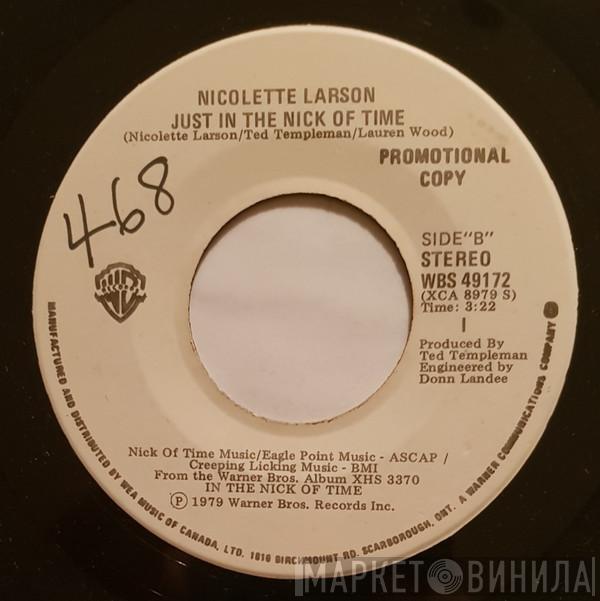 NICOLETTE LARSON
JUST IN THE NICK OF TIME
(Nicolette Larson/Ted Templeman/Lauren Wood)
PROMOTIONAL
COPY
468
SIDE"B"
STEREO
WBS 49172
(XCA 8979 S)
Time: 3:22
I
Produced By
Ted Templeman
Engineered by
Donn Landee
Nick Of Time Music/Eagle Point Music - ASCAP /
Creeping Licking Music - BMI
From the Warner Bros. Album XHS 3370
IN THE NICK OF TIME
Ⓟ 1979 Warner Bros. Records Inc.
MANUFACTURED AND DISTRIBUTED BY WEA MUSIC OF CANADA, LTD. 1810 BIRCHMOUNT RD. SCARBOROUGH, ONT. A WARNER COMMUNICATIONS COMPANY
МАРКЕТ ВИНИЛА